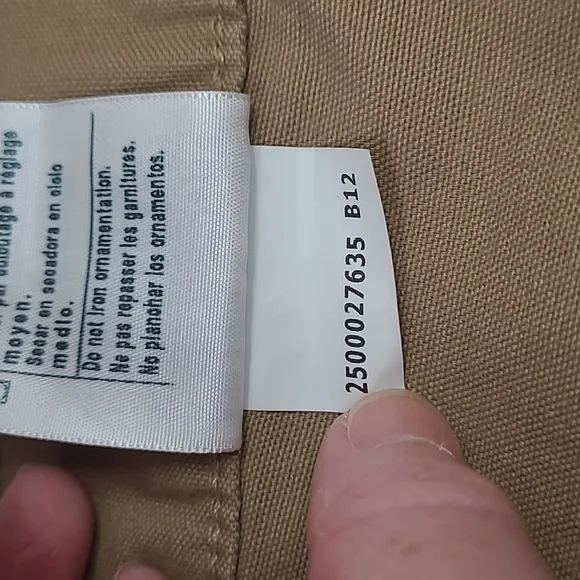 réglage
moyen.
Secar en secadora en ciclo
medio.
Do not iron ornamentation.
Ne pas repasser les garnitures.
No planchar los ornamentos.
2500027635 B12